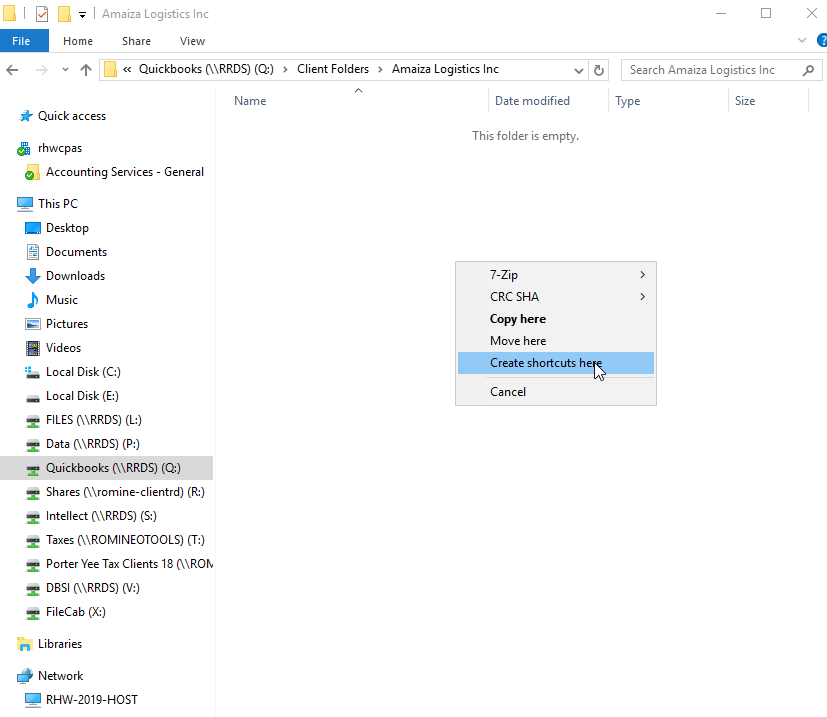 Amaiza Logistics Inc
File Home Share View
« Quickbooks (\\RRDS) (Q:) > Client Folders > Amaiza Logistics Inc
Search Amaiza Logistics Inc
Name Date modified Type Size
This folder is empty.
Quick access
rhwcpas
Accounting Services - General
This PC
Desktop
Documents
Downloads
Music
Pictures
Videos
Local Disk (C:)
Local Disk (E:)
FILES (\\RRDS) (L:)
Data (\\RRDS) (P:)
Quickbooks (\\RRDS) (Q:)
Shares (\\romine-clientrd) (R:)
Intellect (\\RRDS) (S:)
Taxes (\\ROMINEOTOOLS) (T:)
Porter Yee Tax Clients 18 (\\ROM
DBSI (\\RRDS) (V:)
FileCab (X:)
Libraries
Network
RHW-2019-HOST
7-Zip
CRC SHA
Copy here
Move here
Create shortcuts here
Cancel